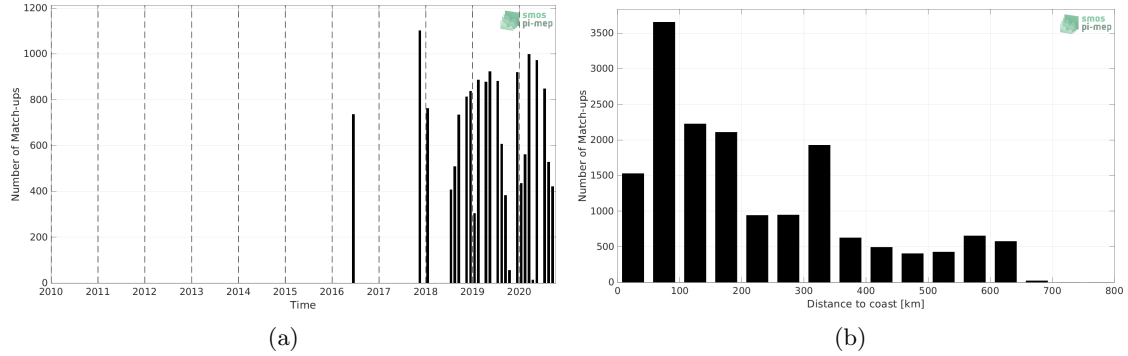 1200
1000
800
600
400
200
0
Number of Match-ups
2010 2011 2012 2013 2014 2015 2016 2017 2018 2019 2020
Time
smos
pi-mep
(a)
3500
3000
2500
2000
1500
1000
500
0
Number of Match-ups
0 100 200 300 400 500 600 700 800
Distance to coast [km]
smos
pi-mep
(b)